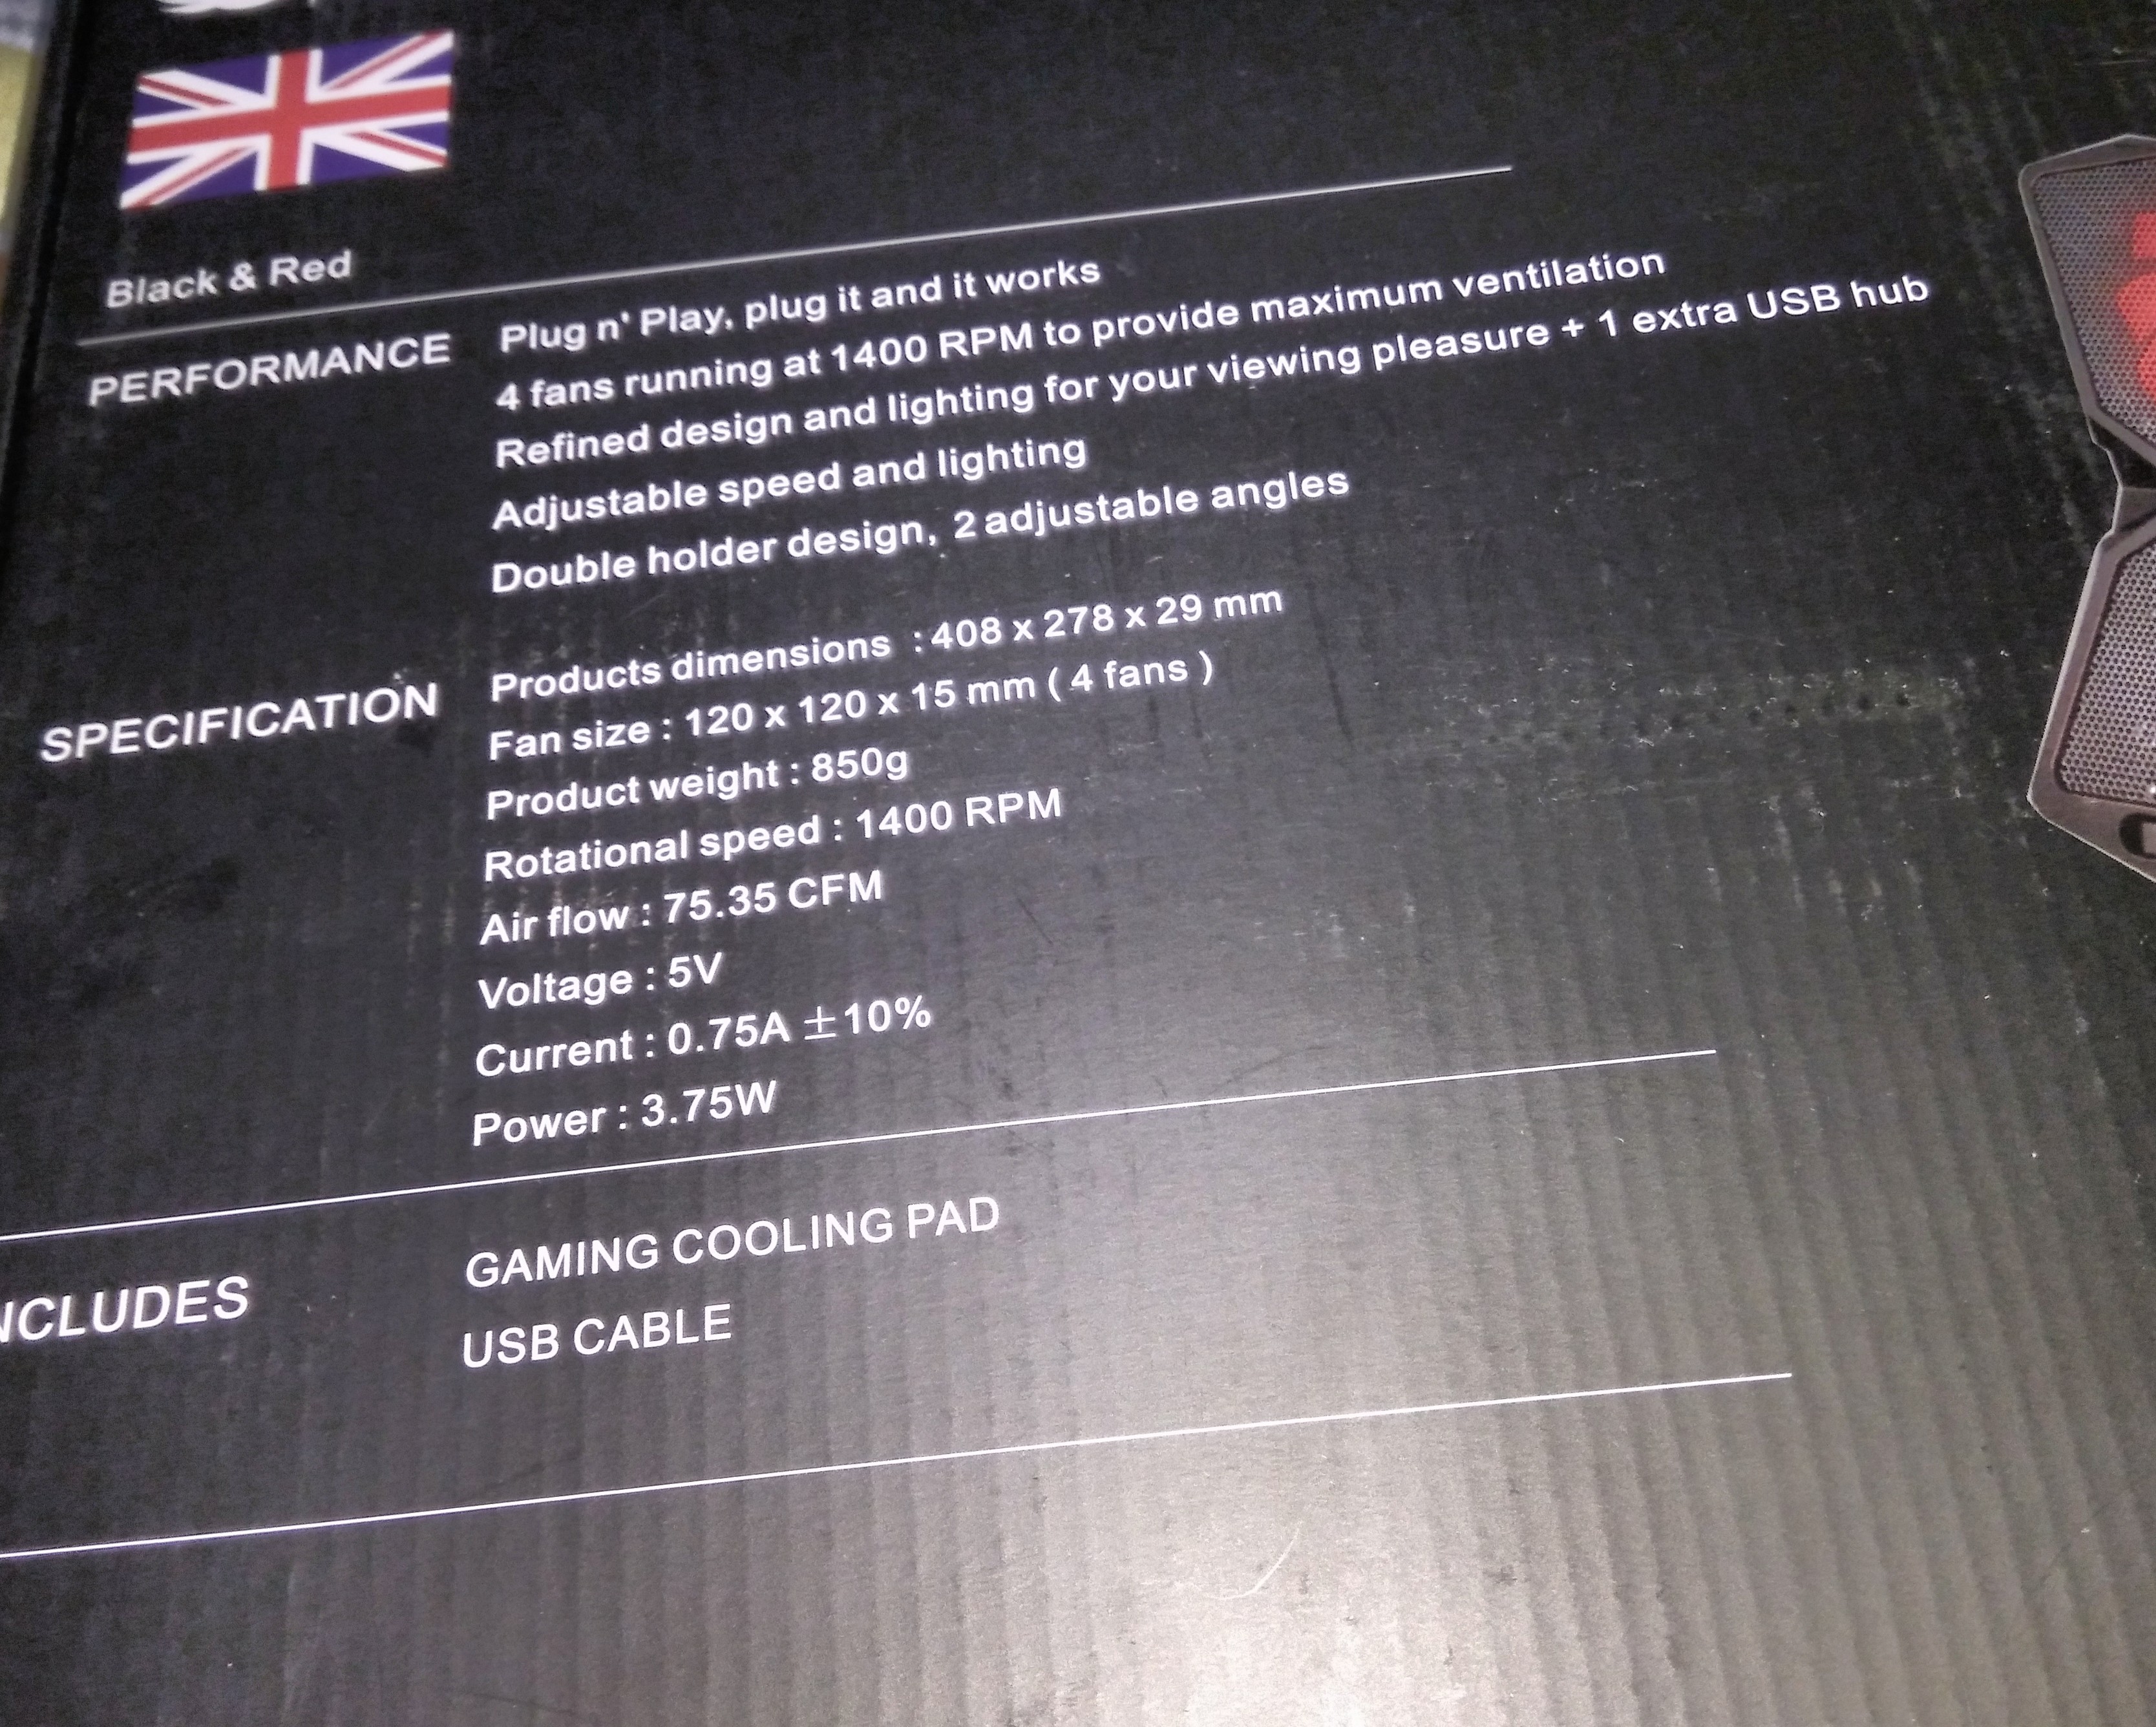 Black & Red
PERFORMANCE
Plug n' Play, plug it and it works
4 fans running at 1400 RPM to provide maximum ventilation
Refined design and lighting for your viewing pleasure + 1 extra USB hub
Adjustable speed and lighting
Double holder design, 2 adjustable angles
SPECIFICATION
Products dimensions : 408 x 278 x 29 mm
Fan size : 120 x 120 x 15 mm ( 4 fans )
Product weight : 850g
Rotational speed : 1400 RPM
Air flow : 75.35 CFM
Voltage : 5V
Current : 0.75A ±10%
Power : 3.75W
NCLUDES
GAMING COOLING PAD
USB CABLE